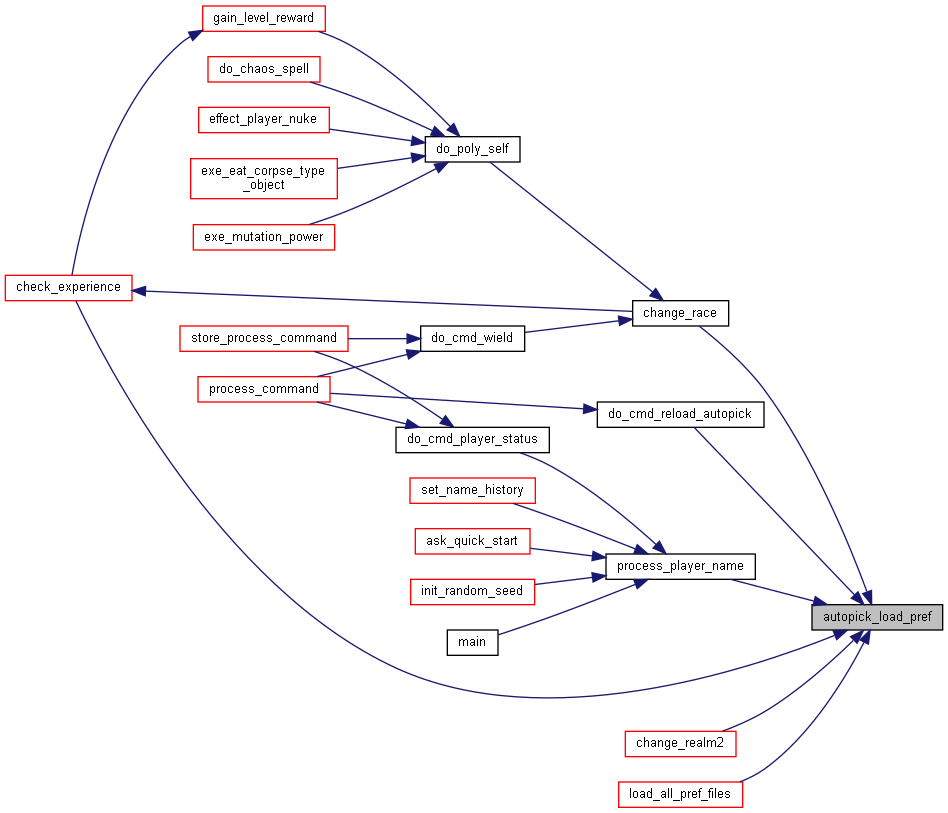 gain_level_reward
do_chaos_spell
effect_player_nuke
do_poly_self
exe_eat_corpse_type
_object
exe_mutation_power
check_experience
change_race
store_process_command
do_cmd_wield
process_command
do_cmd_reload_autopick
do_cmd_player_status
set_name_history
ask_quick_start
process_player_name
init_random_seed
autopick_load_pref
main
change_realm2
load_all_pref_files